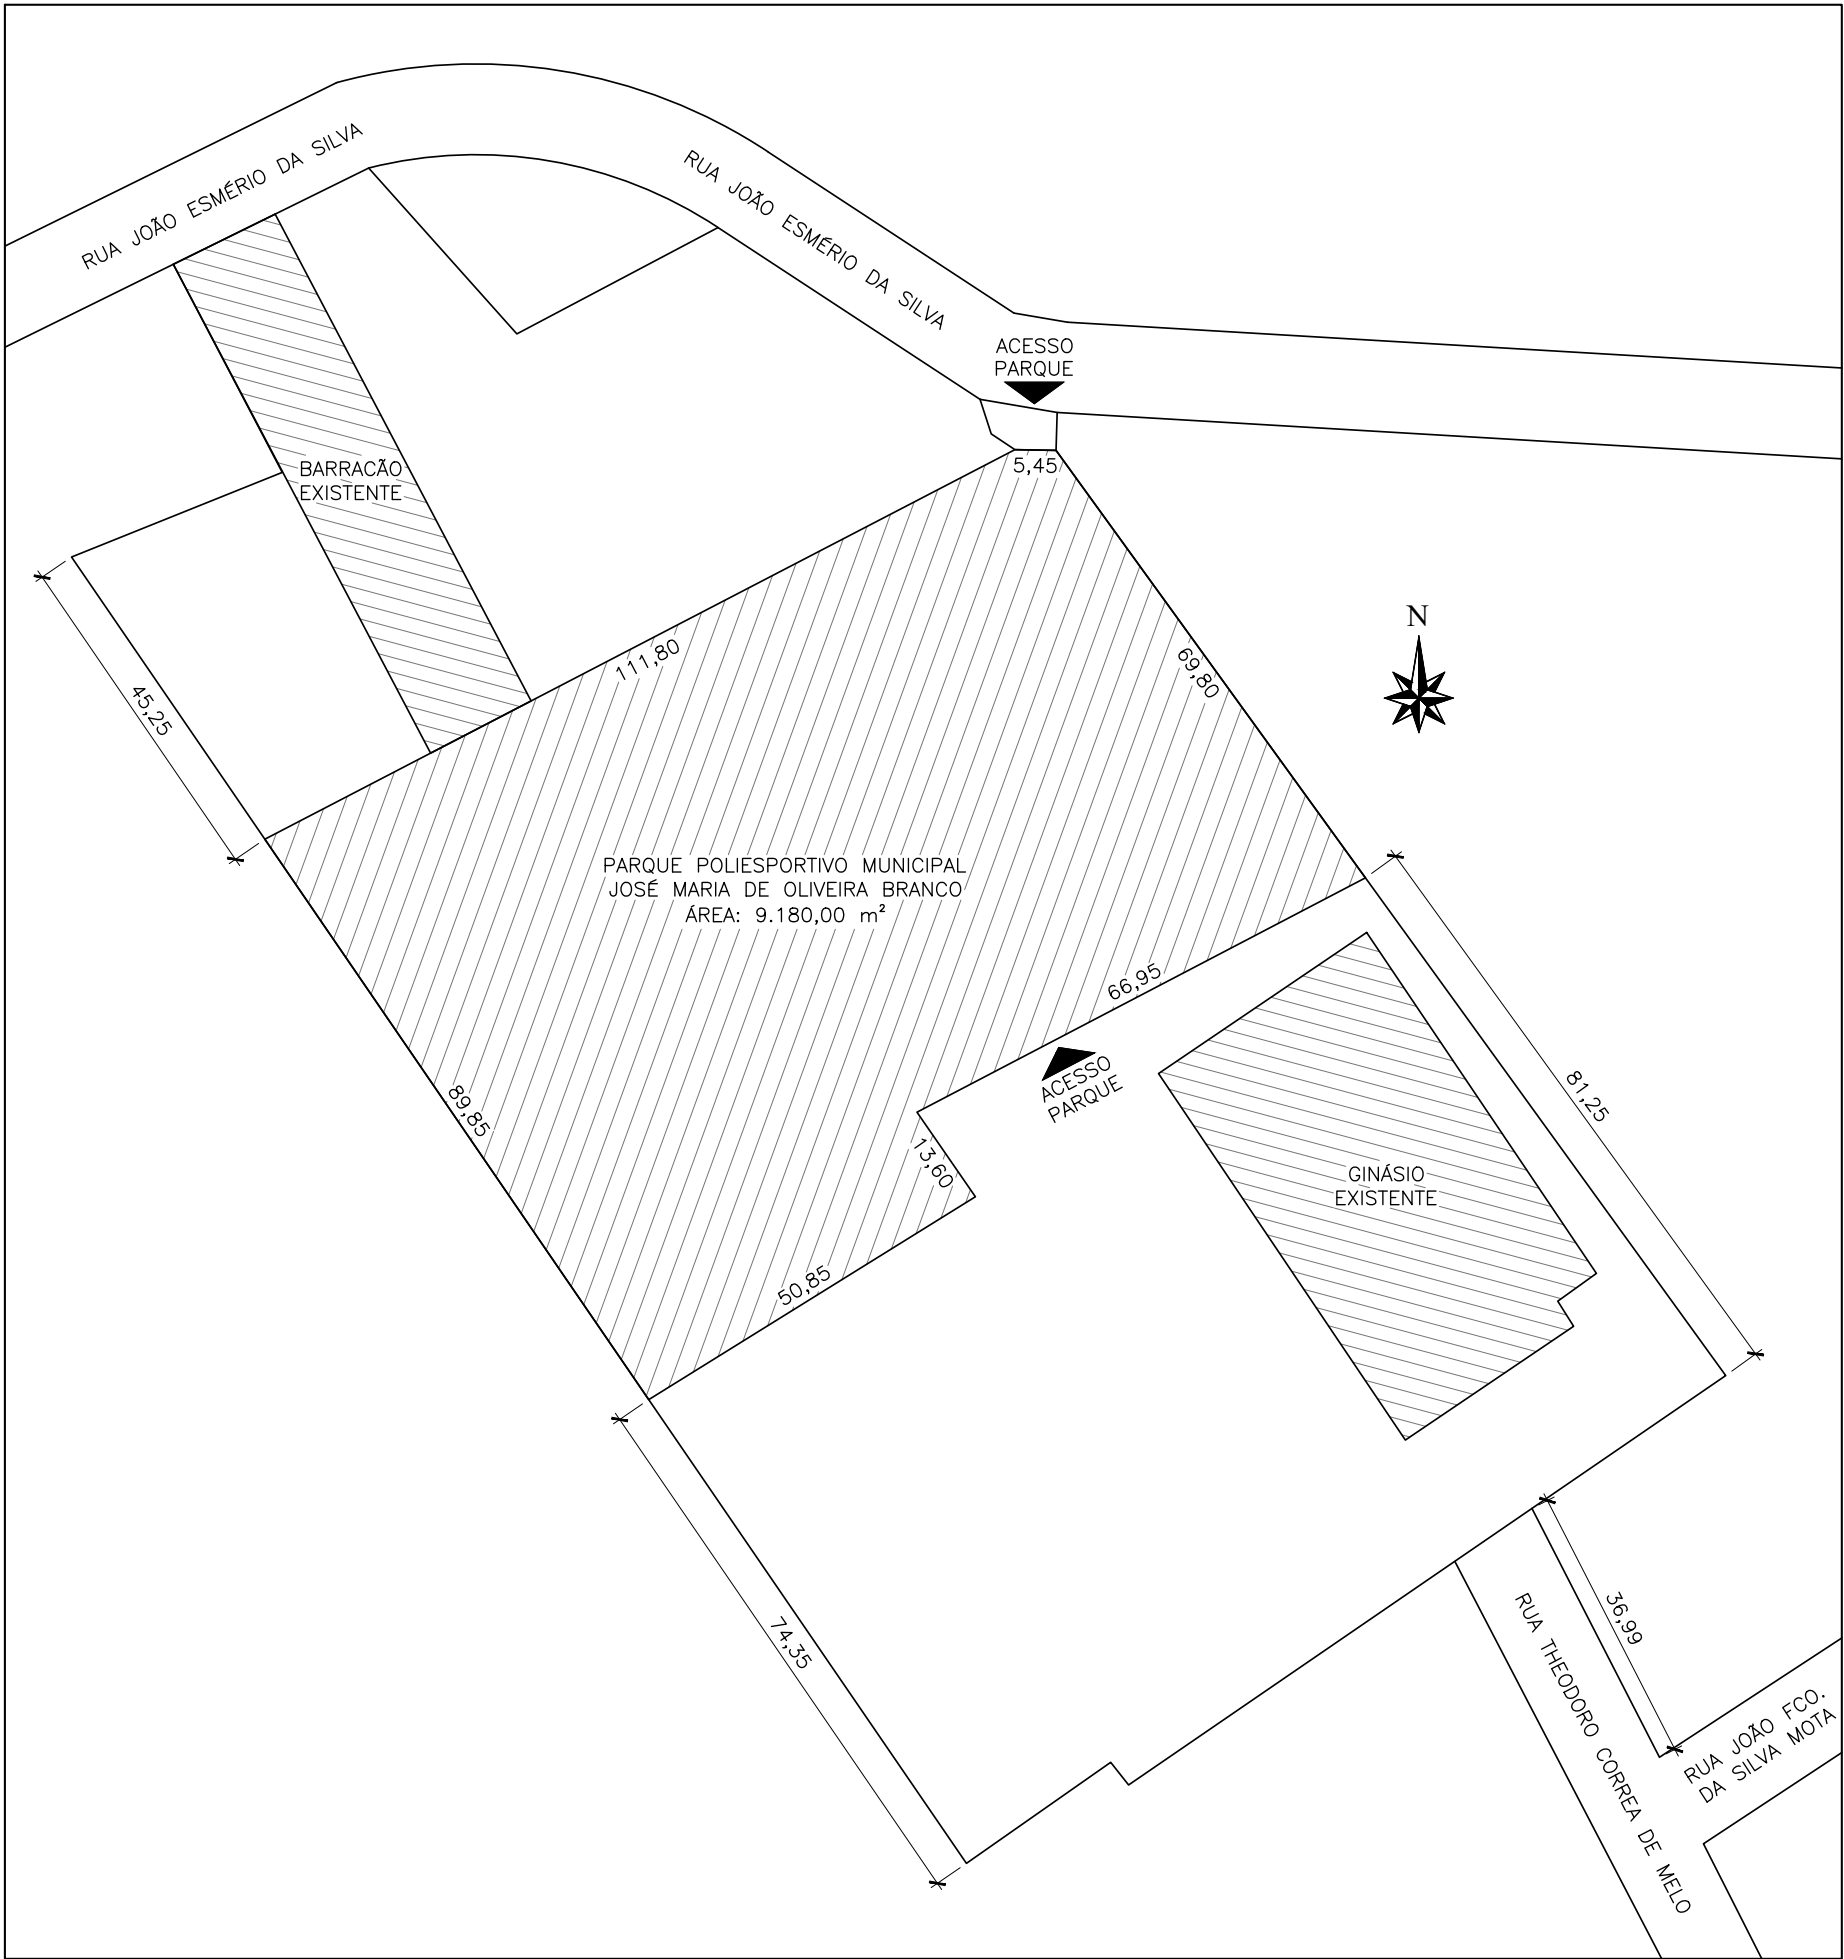 RUA JOÃO ESMÉRIO DA SILVA
RUA JOÃO ESMÉRIO DA SILVA
ACESSO
PARQUE
5,45
BARRACÃO
EXISTENTE
N
111,80
69,80
45,25
PARQUE POLIESPORTIVO MUNICIPAL
JOSÉ MARIA DE OLIVEIRA BRANCO
ÁREA: 9.180,00 m²
66,95
ACESSO
PARQUE
81,25
89,85
13,60
GINÁSIO
EXISTENTE
50,85
74,35
36,99
RUA THEODORO CORREA DE MELO
RUA JOÃO FCO.
DA SILVA MOTA